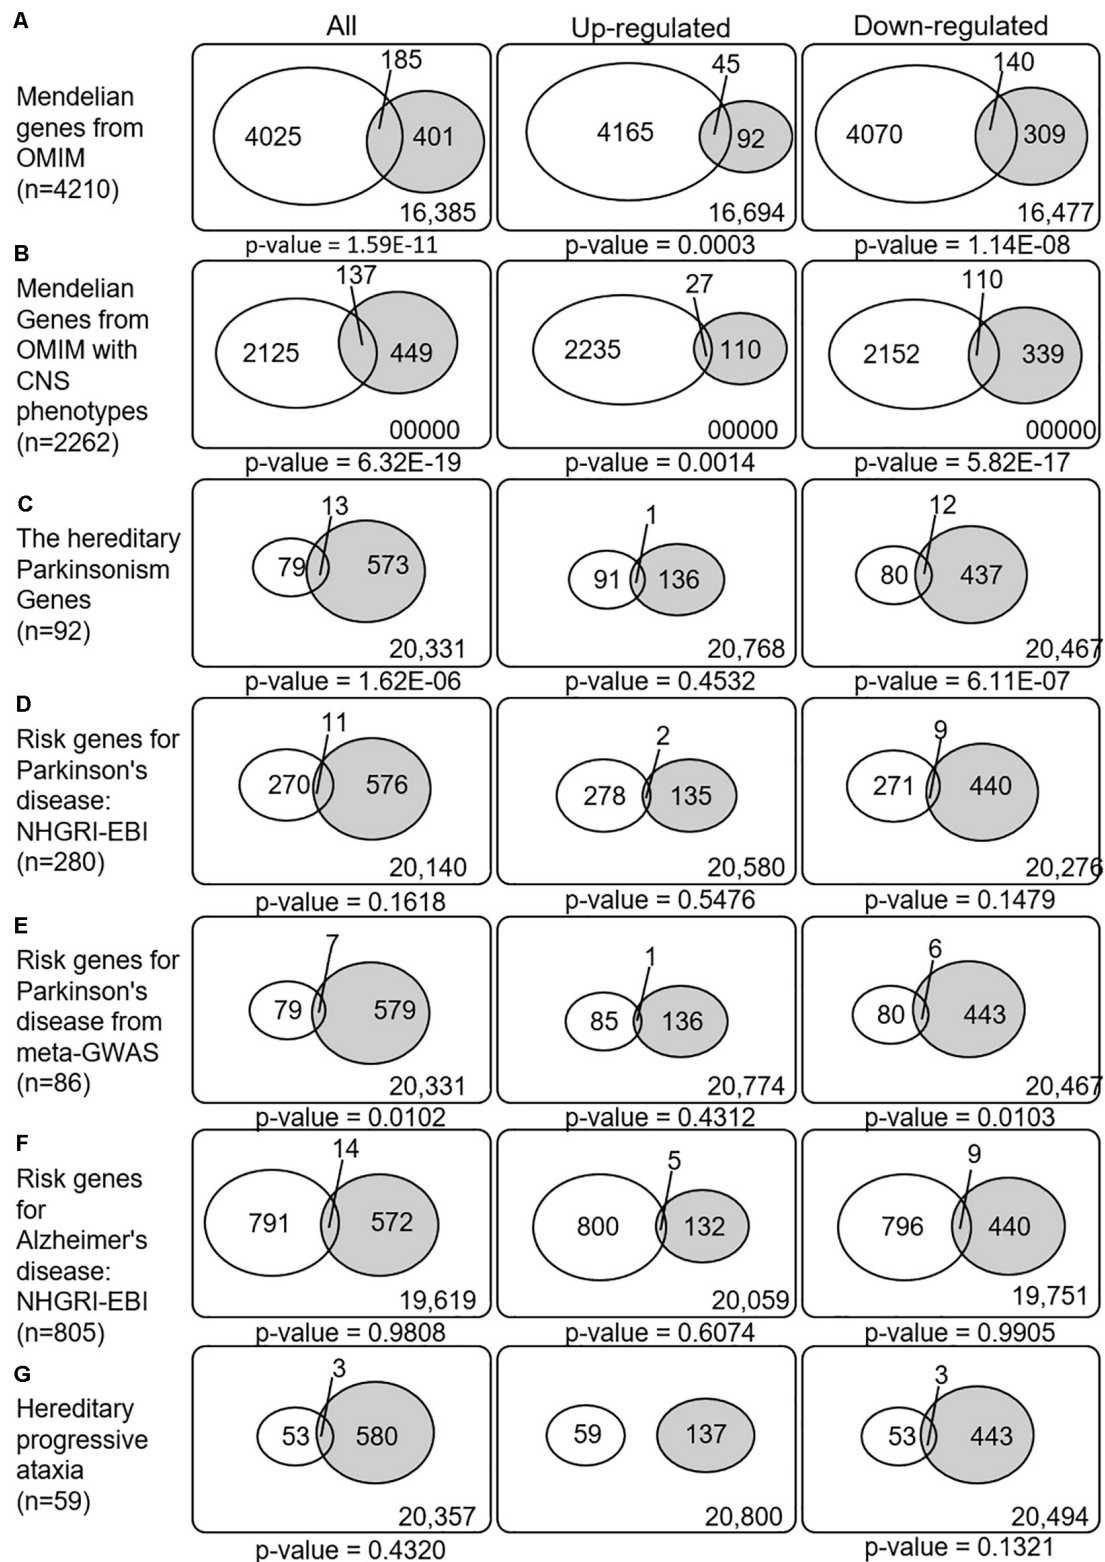 A
All
Up-regulated
Down-regulated
Mendelian
genes from
OMIM
(n=4210)
185
4025
401
16,385
p-value = 1.59E-11
45
4165
92
16,694
p-value = 0.0003
140
4070
309
16,477
p-value = 1.14E-08
B
Mendelian
Genes from
OMIM with
CNS
phenotypes
(n=2262)
137
2125
449
00000
p-value = 6.32E-19
27
2235
110
00000
p-value = 0.0014
110
2152
339
00000
p-value = 5.82E-17
C
The hereditary
Parkinsonism
Genes
(n=92)
13
79
573
20,331
p-value = 1.62E-06
1
91
136
20,768
p-value = 0.4532
12
80
437
20,467
p-value = 6.11E-07
D
Risk genes for
Parkinson's
disease:
NHGRI-EBI
(n=280)
11
270
576
20,140
p-value = 0.1618
2
278
135
20,580
p-value = 0.5476
9
271
440
20,276
p-value = 0.1479
E
Risk genes for
Parkinson's
disease from
meta-GWAS
(n=86)
7
79
579
20,331
p-value = 0.0102
1
85
136
20,774
p-value = 0.4312
6
80
443
20,467
p-value = 0.0103
F
Risk genes
for
Alzheimer's
disease:
NHGRI-EBI
(n=805)
14
791
572
19,619
p-value = 0.9808
5
800
132
20,059
p-value = 0.6074
9
796
440
19,751
p-value = 0.9905
G
Hereditary
progressive
ataxia
(n=59)
3
53
580
20,357
p-value = 0.4320
59
137
20,800
3
53
443
20,494
p-value = 0.1321